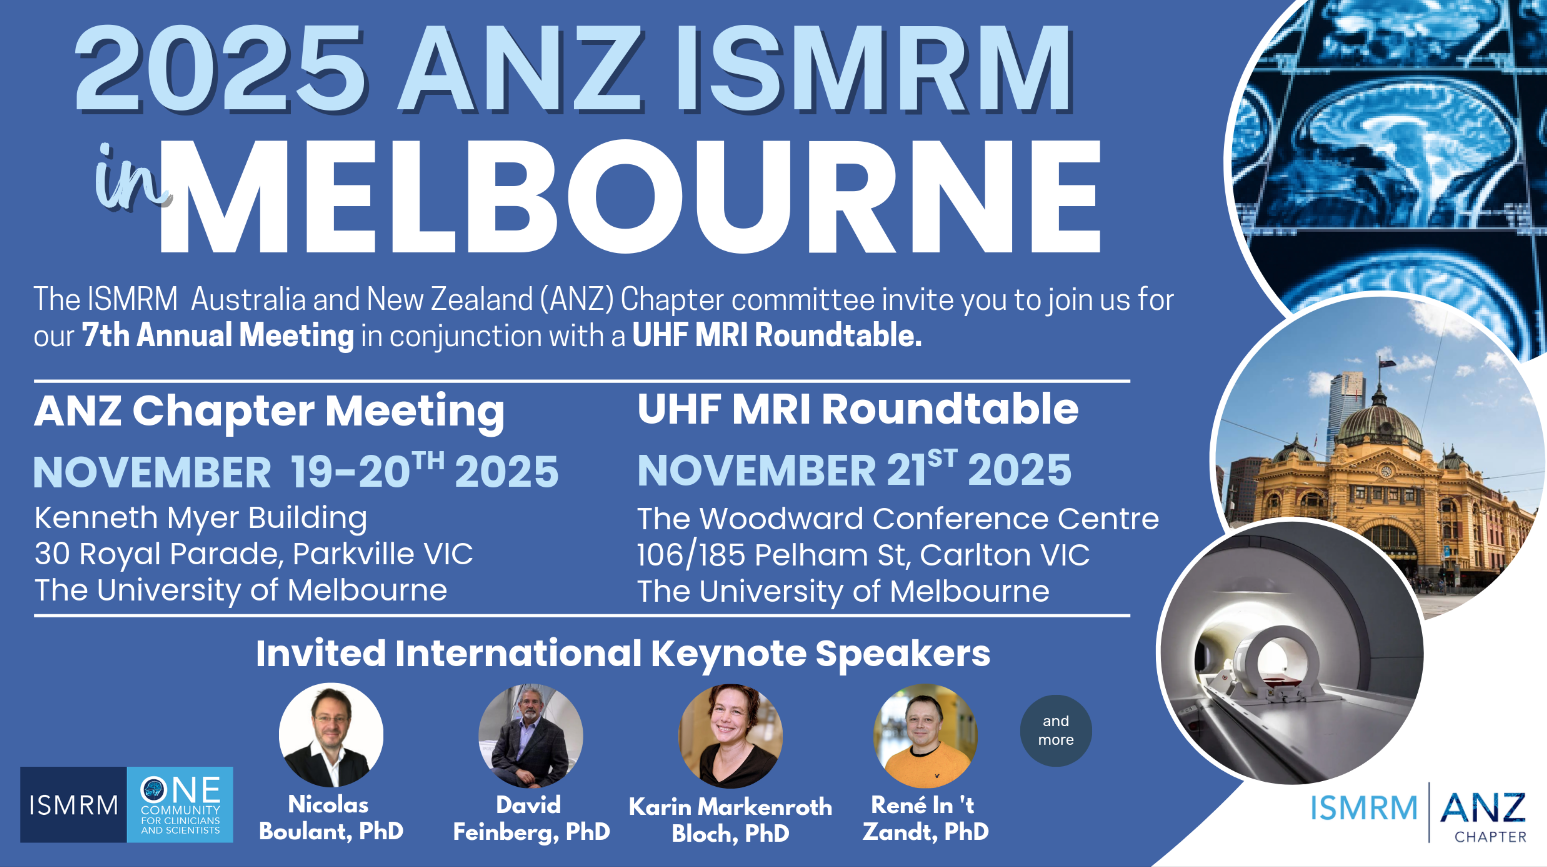 2025 ANZ ISMRM
in MELBOURNE
The ISMRM Australia and New Zealand (ANZ) Chapter committee invite you to join us for
our 7th Annual Meeting in conjunction with a UHF MRI Roundtable.
ANZ Chapter Meeting
NOVEMBER 19-20TH 2025
Kenneth Myer Building
30 Royal Parade, Parkville VIC
The University of Melbourne
UHF MRI Roundtable
NOVEMBER 21ST 2025
The Woodward Conference Centre
106/185 Pelham St, Carlton VIC
The University of Melbourne
Invited International Keynote Speakers
Nicolas
Boulant, PhD
David
Feinberg, PhD
Karin Markenroth
Bloch, PhD
René In 't
Zandt, PhD
and
more
ISMRM
ONE
COMMUNITY
FOR CLINICIANS
AND SCIENTISTS
ISMRM ANZ
CHAPTER